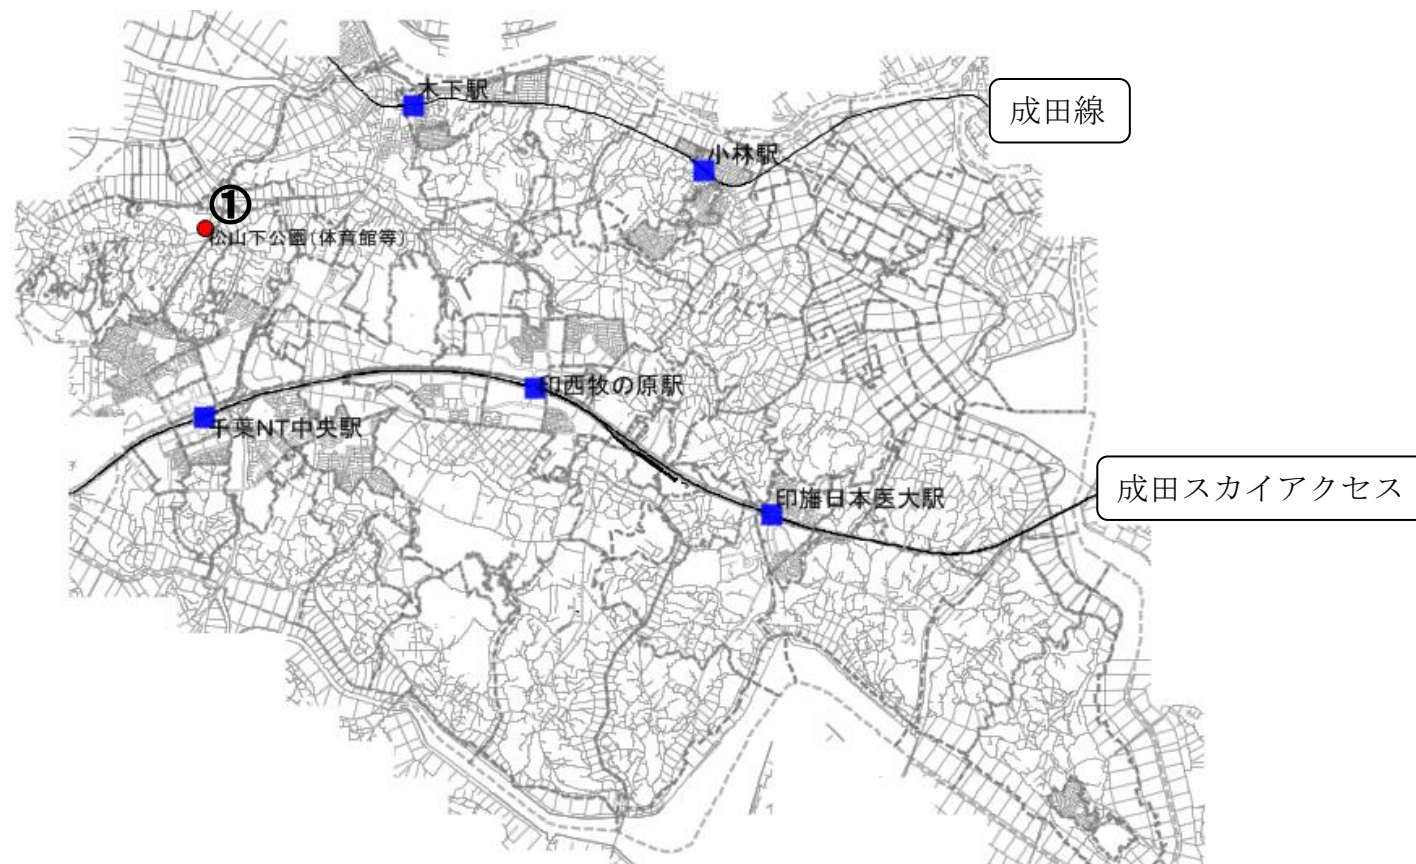 木下駅
成田線
小林駅
①
松山下公園(体育館等)
印西牧の原駅
千葉NT中央駅
成田スカイアクセス
印旛日本医大駅